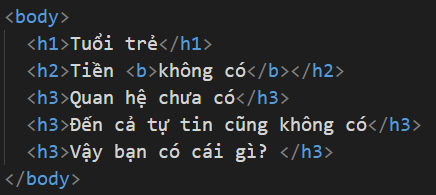 <body>
<h1>Tuổi trẻ</h1>
<h2>Tiền <b>không có</b></h2>
<h3>Quan hệ chưa có</h3>
<h3>Đến cả tự tin cũng không có</h3>
<h3>Vậy bạn có cái gì? </h3>
</body>